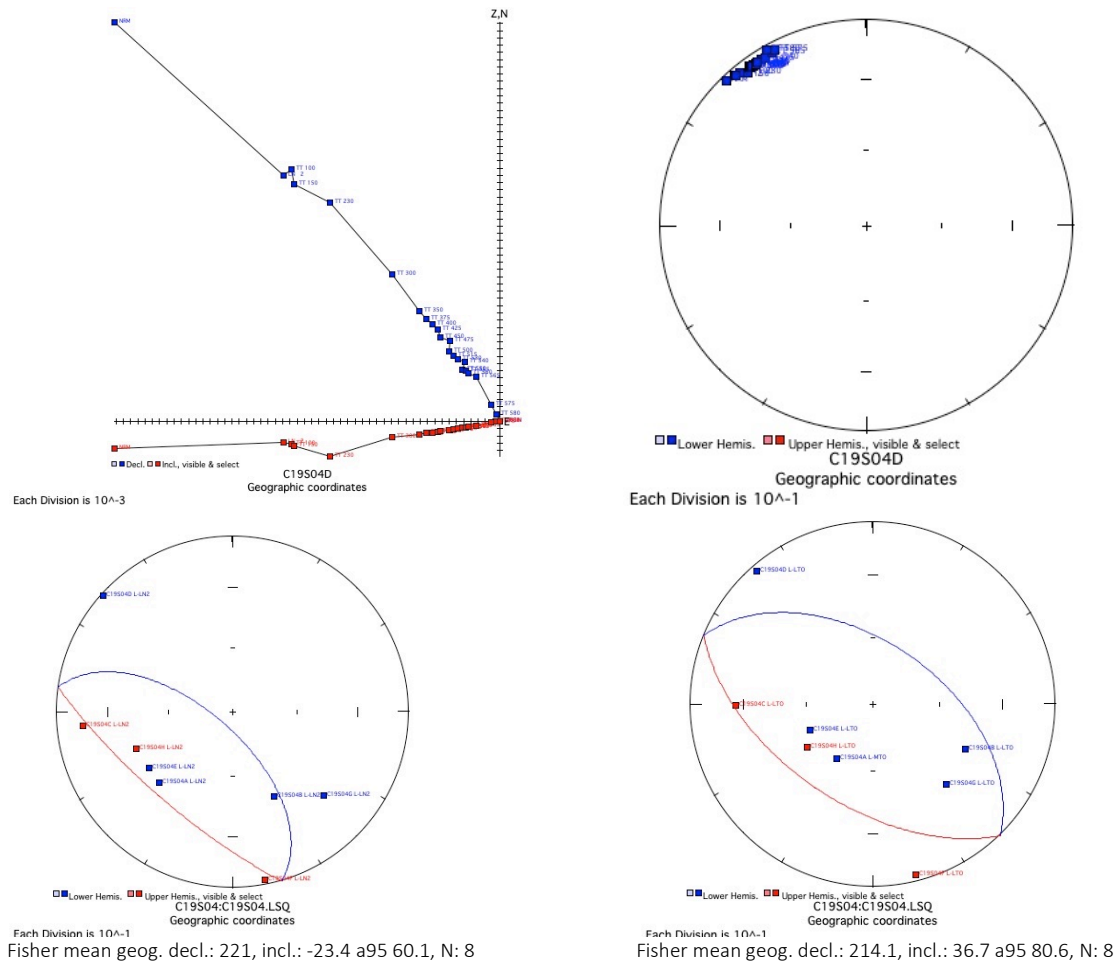 Z,N
NRM
TT 100
TT 150
TT 230
TT 300
TT 350
TT 375
TT 400
TT 425
TT 450
TT 475
TT 500
TT 540
TT 575
TT 580
NRM
TT 230
Decl. Incl., visible & select
C19S04D
Geographic coordinates
Each Division is 10^-3
Lower Hemis. Upper Hemis., visible & select
C19S04D
Geographic coordinates
Each Division is 10^-1
C19S04D L-LN2
C19S04C L-LN2
C19S04H L-LN2
C19S04E L-LN2
C19S04A L-LN2
C19S04B L-LN2
C19S04G L-LN2
Lower Hemis. Upper Hemis., visible & select
C19S04:C19S04.LSQ
Geographic coordinates
Each Division is 10^-1
Fisher mean geog. decl.: 221, incl.: -23.4 a95 60.1, N: 8
C19S04D L-LTO
C19S04C L-LTO
C19S04E L-LTO
C19S04H L-LTO
C19S04A L-MTO
C19S04B L-LTO
C19S04G L-LTO
C19S04F L-LTO
Lower Hemis. Upper Hemis., visible & select
C19S04:C19S04.LSQ
Geographic coordinates
Each Division is 10^-1
Fisher mean geog. decl.: 214.1, incl.: 36.7 a95 80.6, N: 8